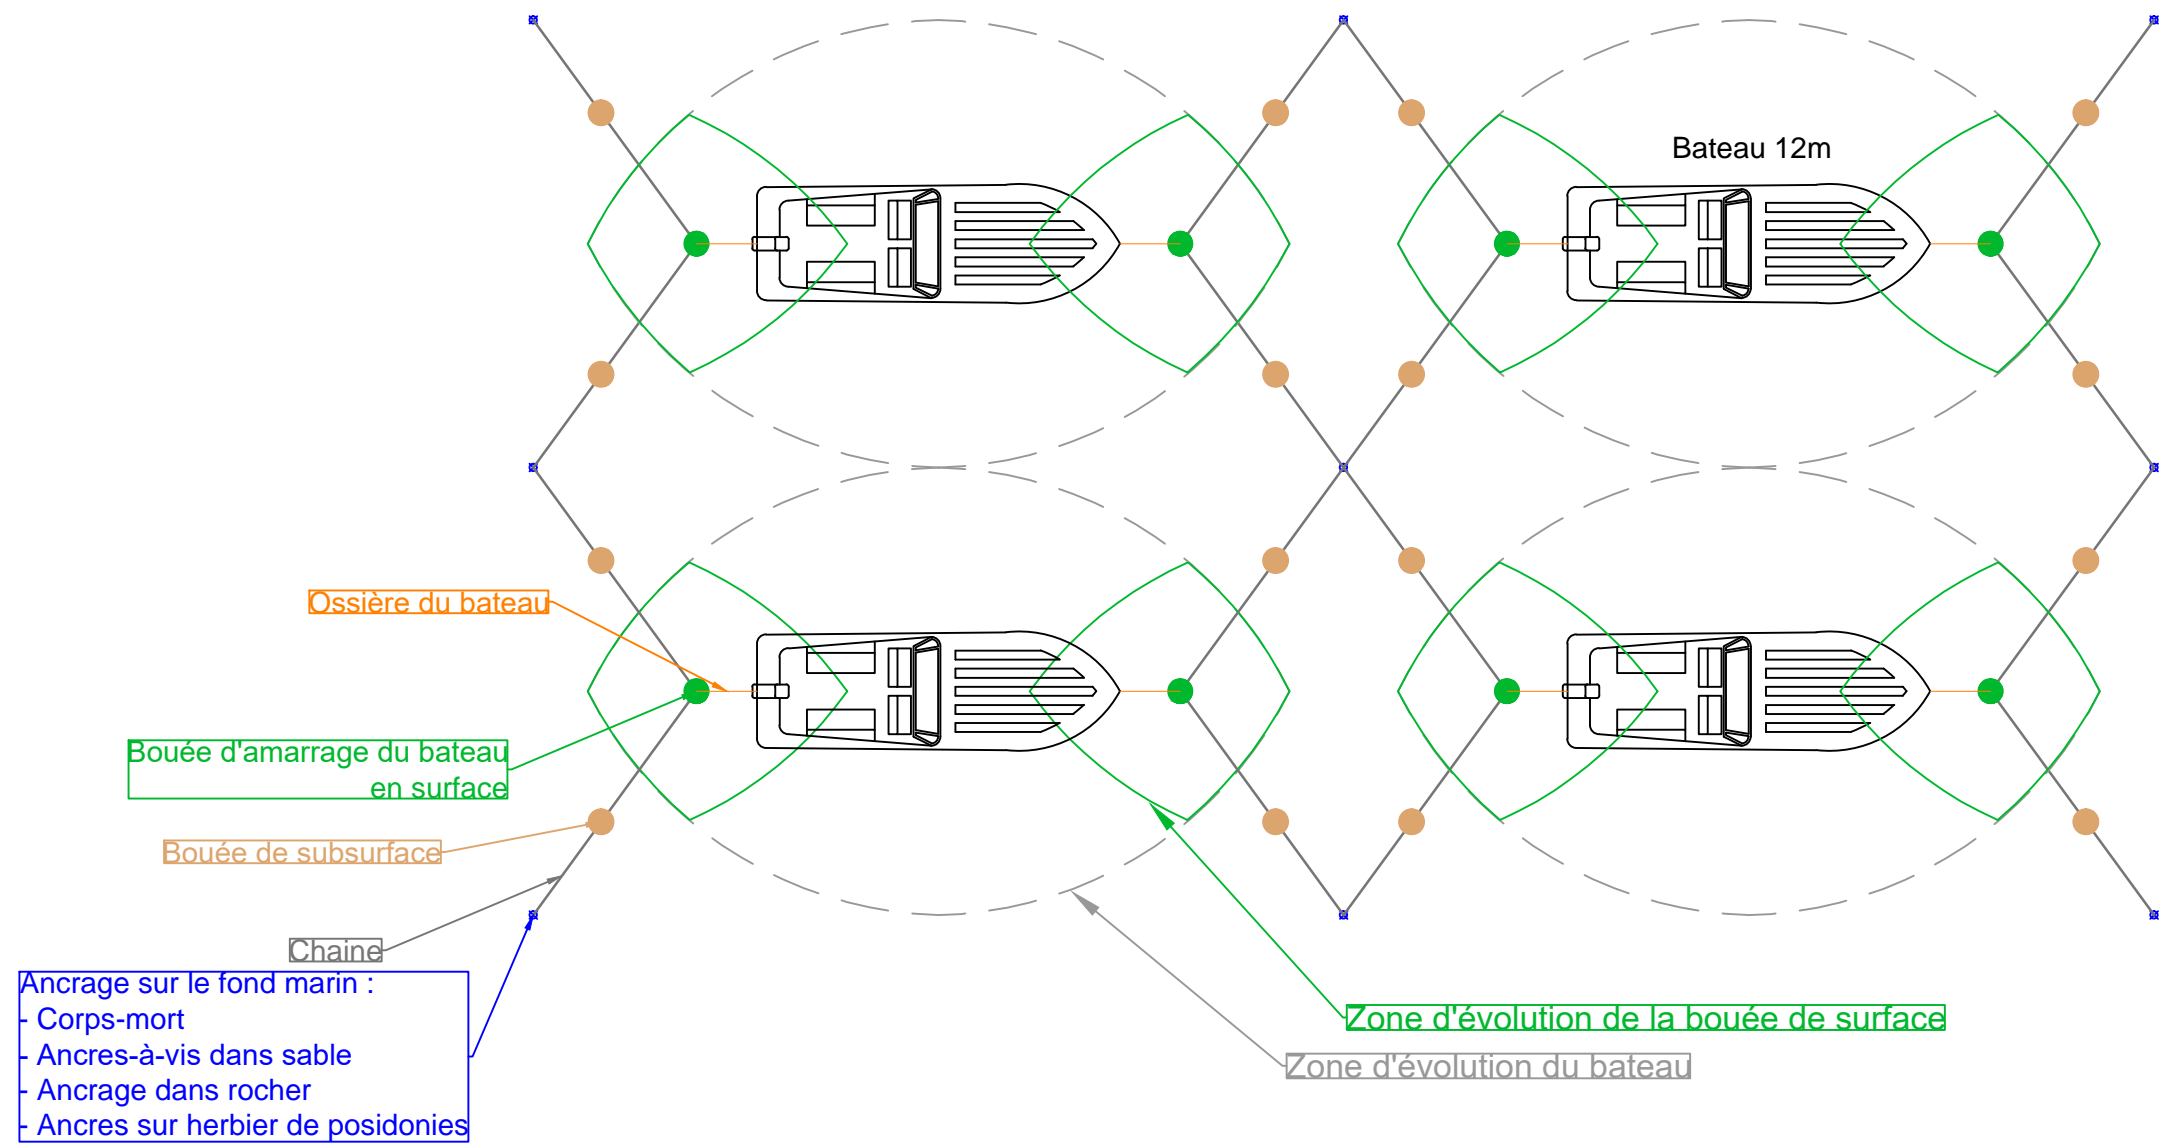 Bateau 12m
Ossière du bateau
Bouée d'amarrage du bateau
en surface
Bouée de subsurface
Chaine
Ancrage sur le fond marin :
- Corps-mort
- Ancres-à-vis dans sable
- Ancrage dans rocher
- Ancres sur herbier de posidonies
Zone d'évolution de la bouée de surface
Zone d'évolution du bateau